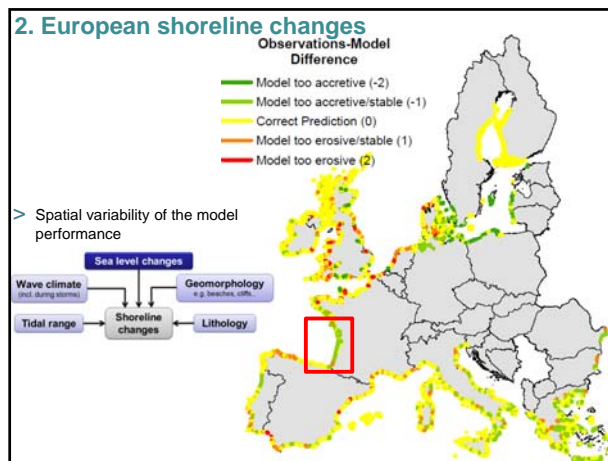 2. European shoreline changes
Observations-Model
Difference
Model too accretive (-2)
Model too accretive/stable (-1)
Correct Prediction (0)
Model too erosive/stable (1)
Model too erosive (2)
> Spatial variability of the model
performance
Sea level changes
Wave climate
(incl. during storms)
Geomorphology
e.g. beaches, cliffs...
Tidal range
Shoreline
changes
Lithology